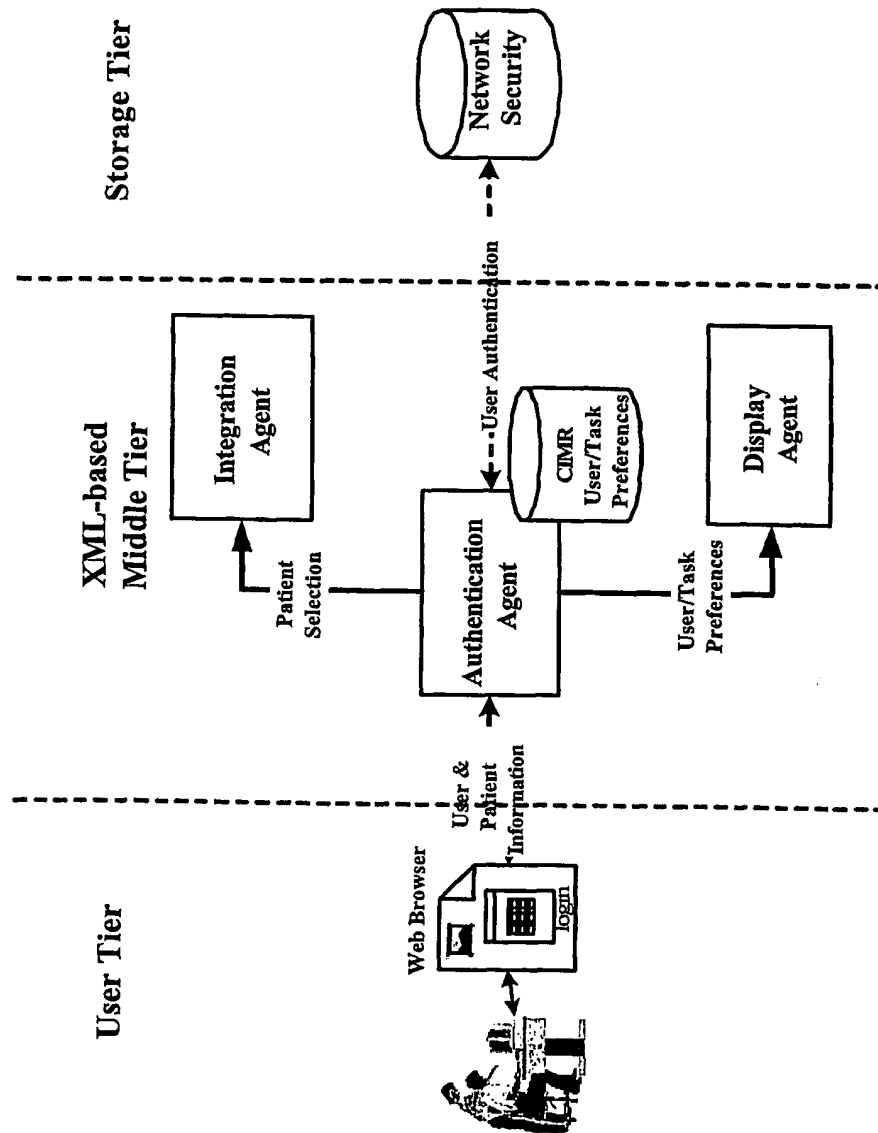 User Tier
XML-based
Middle Tier
Storage Tier
Web Browser
login
User &
Patient
Information
Patient
Selection
Integration
Agent
Authentication
Agent
User Authentication
CIMR
User/Task
Preferences
User/Task
Preferences
Display
Agent
Network
Security